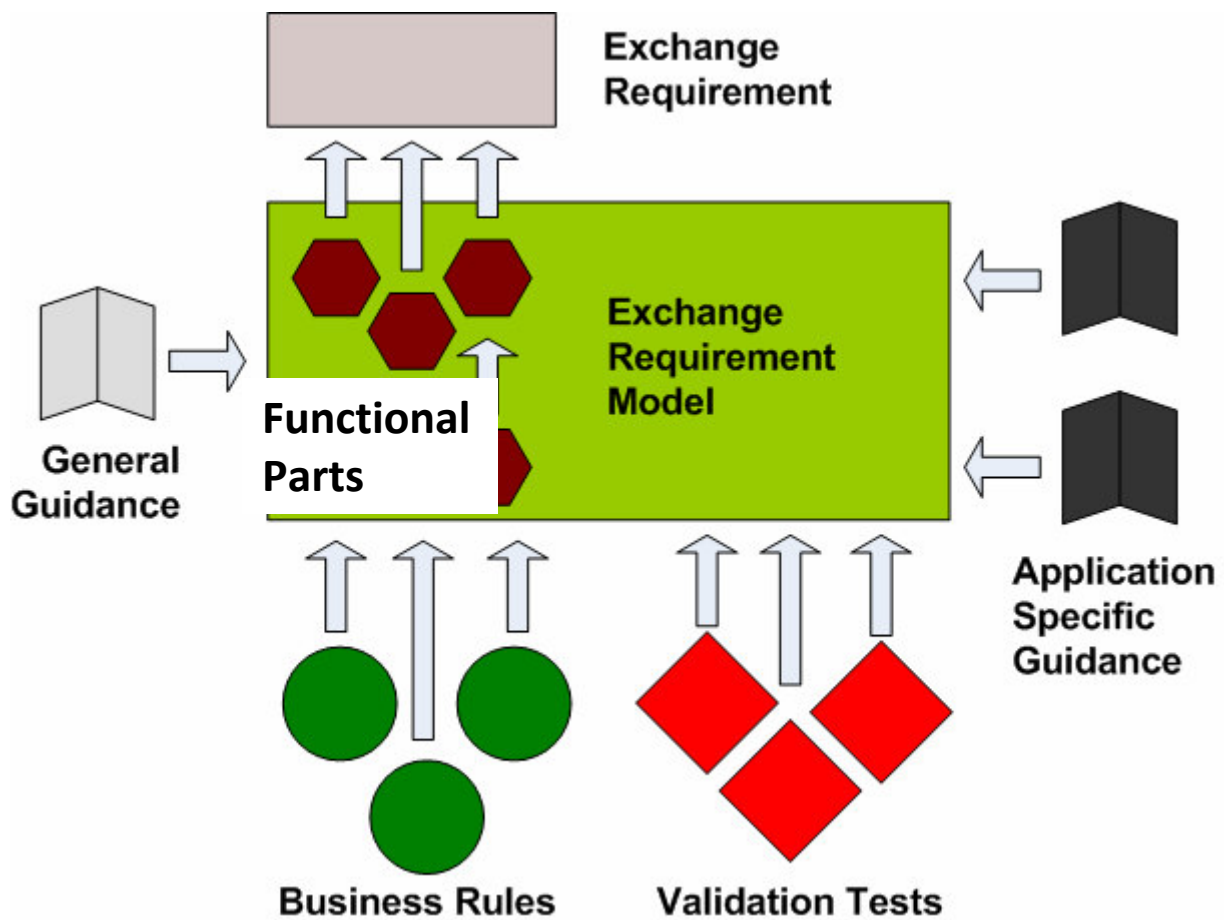 Exchange
Requirement
Exchange
Requirement
Model
Functional
Parts
General
Guidance
Application
Specific
Guidance
Business Rules
Validation Tests